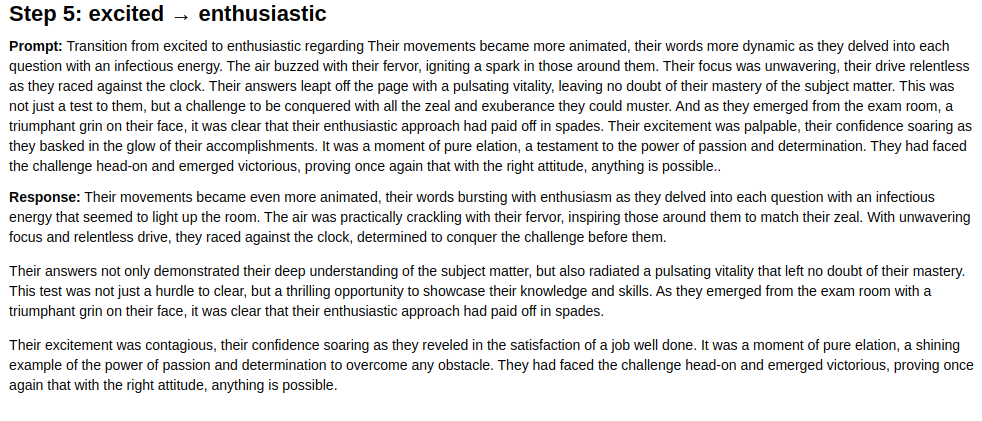 Step 5: excited → enthusiastic
Prompt: Transition from excited to enthusiastic regarding Their movements became more animated, their words more dynamic as they delved into each
question with an infectious energy. The air buzzed with their fervor, igniting a spark in those around them. Their focus was unwavering, their drive relentless
as they raced against the clock. Their answers leapt off the page with a pulsating vitality, leaving no doubt of their mastery of the subject matter. This was
not just a test to them, but a challenge to be conquered with all the zeal and exuberance they could muster. And as they emerged from the exam room, a
triumphant grin on their face, it was clear that their enthusiastic approach had paid off in spades. Their excitement was palpable, their confidence soaring as
they basked in the glow of their accomplishments. It was a moment of pure elation, a testament to the power of passion and determination. They had faced
the challenge head-on and emerged victorious, proving once again that with the right attitude, anything is possible..
Response: Their movements became even more animated, their words bursting with enthusiasm as they delved into each question with an infectious
energy that seemed to light up the room. The air was practically crackling with their fervor, inspiring those around them to match their zeal. With unwavering
focus and relentless drive, they raced against the clock, determined to conquer the challenge before them.
Their answers not only demonstrated their deep understanding of the subject matter, but also radiated a pulsating vitality that left no doubt of their mastery.
This test was not just a hurdle to clear, but a thrilling opportunity to showcase their knowledge and skills. As they emerged from the exam room with a
triumphant grin on their face, it was clear that their enthusiastic approach had paid off in spades.
Their excitement was contagious, their confidence soaring as they reveled in the satisfaction of a job well done. It was a moment of pure elation, a shining
example of the power of passion and determination to overcome any obstacle. They had faced the challenge head-on and emerged victorious, proving once
again that with the right attitude, anything is possible.